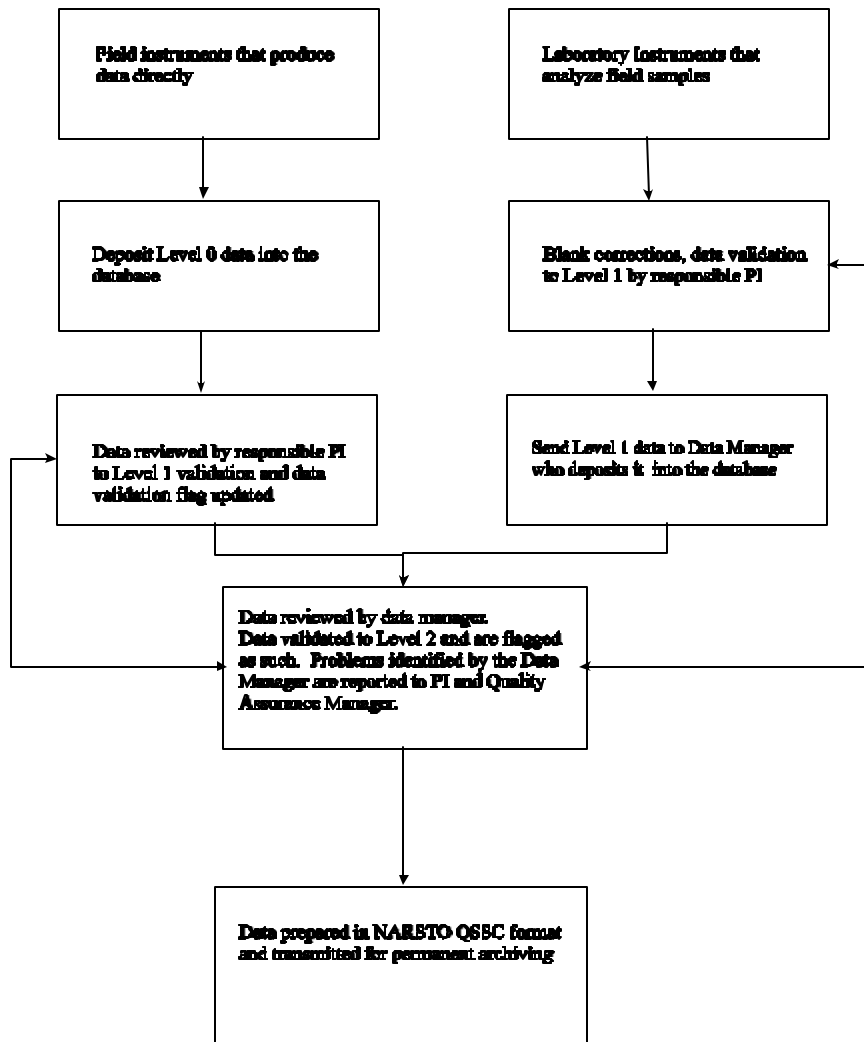 Field instruments that produce
data directly
Laboratory Instruments that
analyze field samples
Deposit Level 0 data into the
database
Blank corrections, data validation
to Level 1 by responsible PI
Data reviewed by responsible PI
to Level 1 validation and data
validation flag updated
Send Level 1 data to Data Manager
who deposits it into the database
Data reviewed by data manager.
Data validated to Level 2 and are flagged
as such. Problems identified by the Data
Manager are reported to PI and Quality
Assurance Manager.
Data prepared in NARSTO QSSC format
and transmitted for permanent archiving